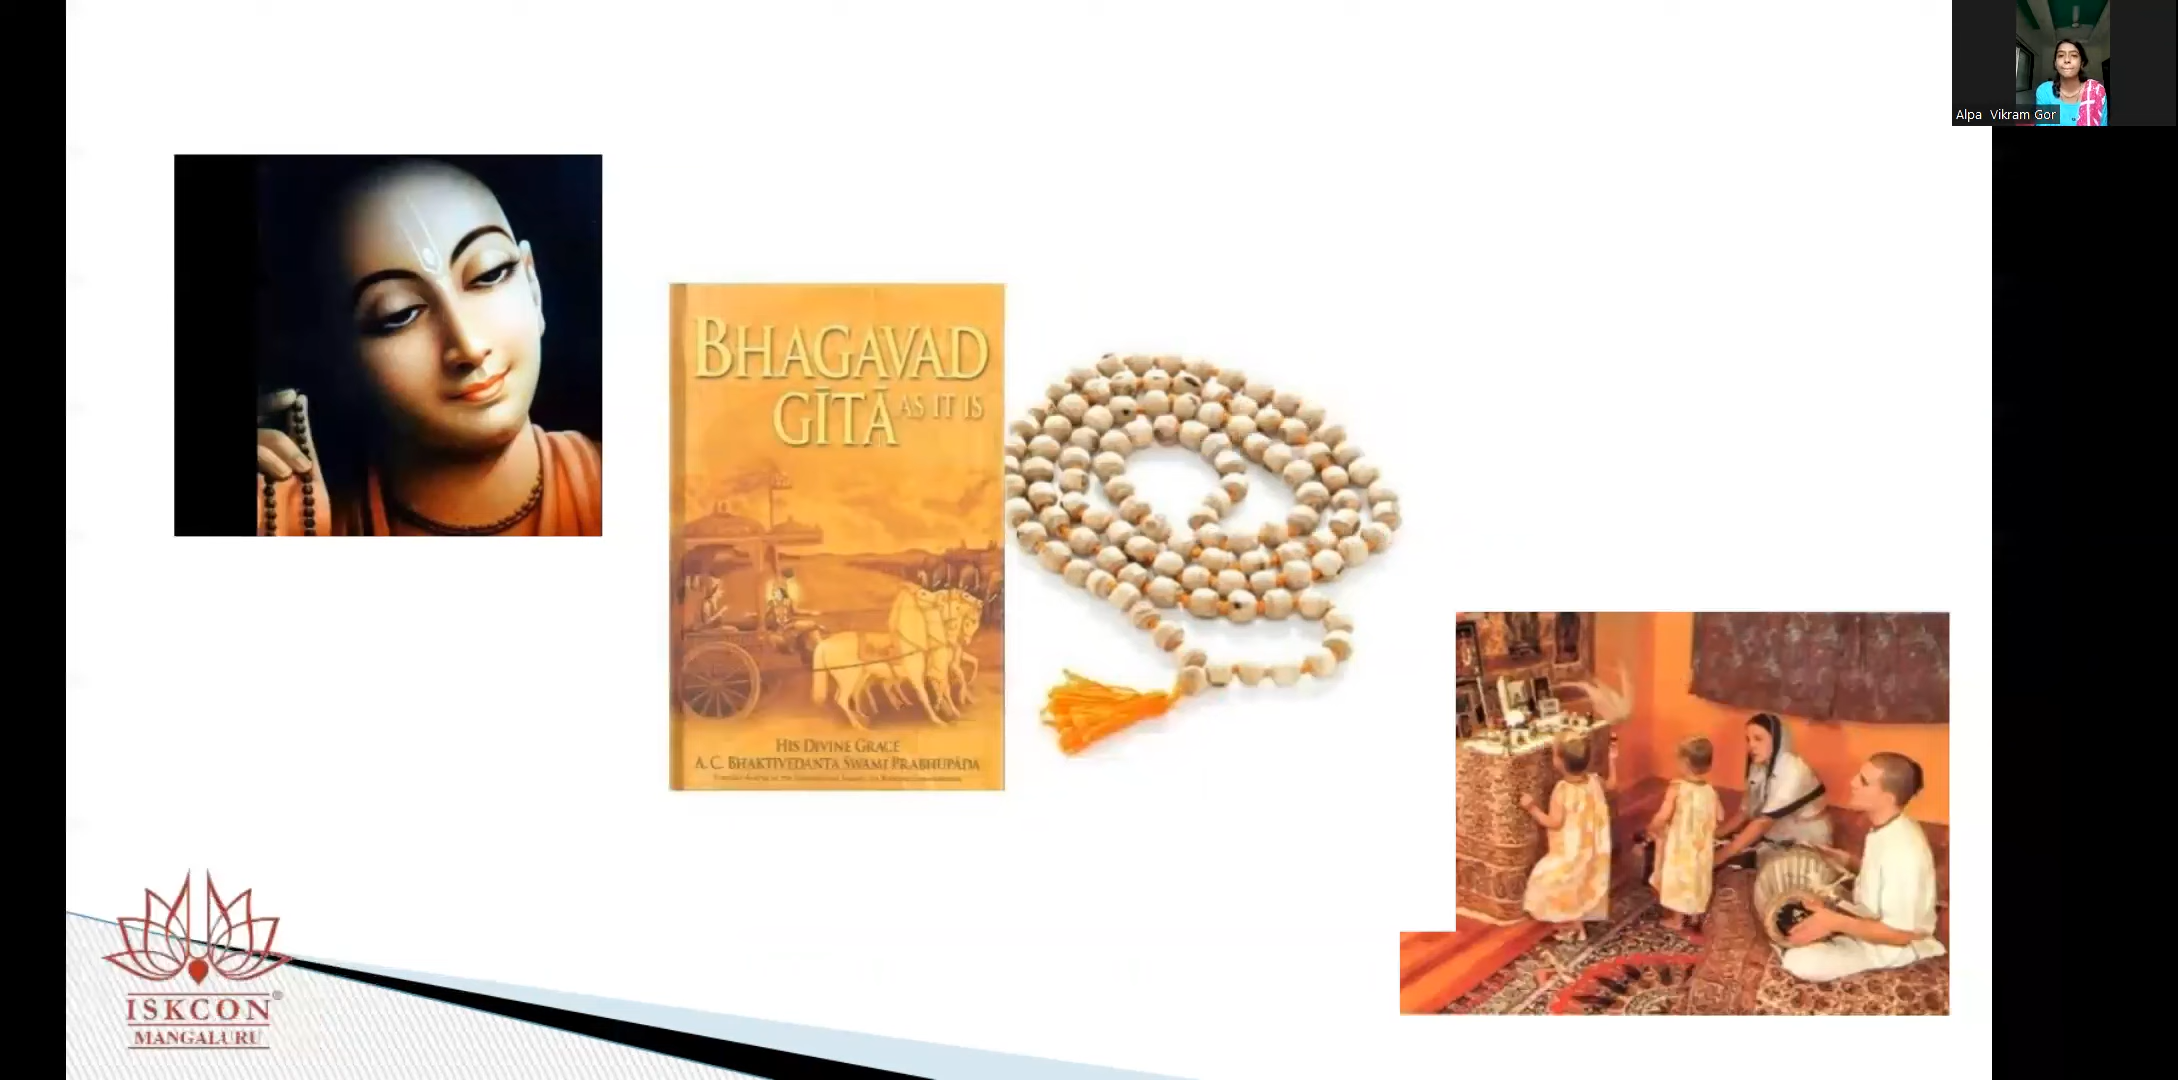 Alpa Vikram Gor
BHAGAVAD
GĪTĀ AS IT IS
HIS DIVINE GRACE
A. C. BHAKTIVEDANTA SWAMI PRABHUPĀDA
ISKCON®
MANGALURU